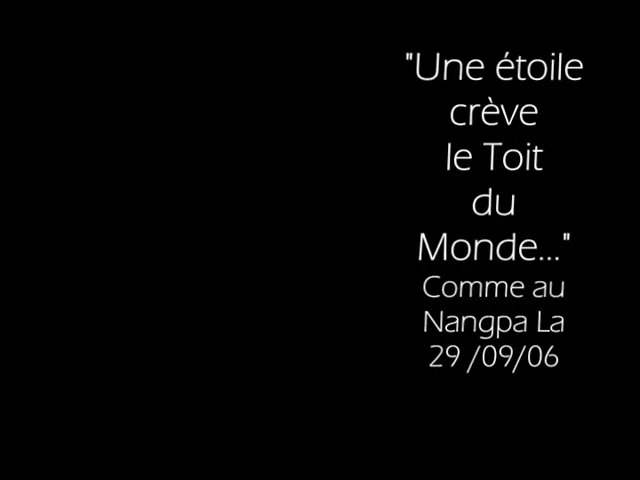 "Une étoile
crève
le Toit
du
Monde..."
Comme au
Nangpa La
29 /09/06